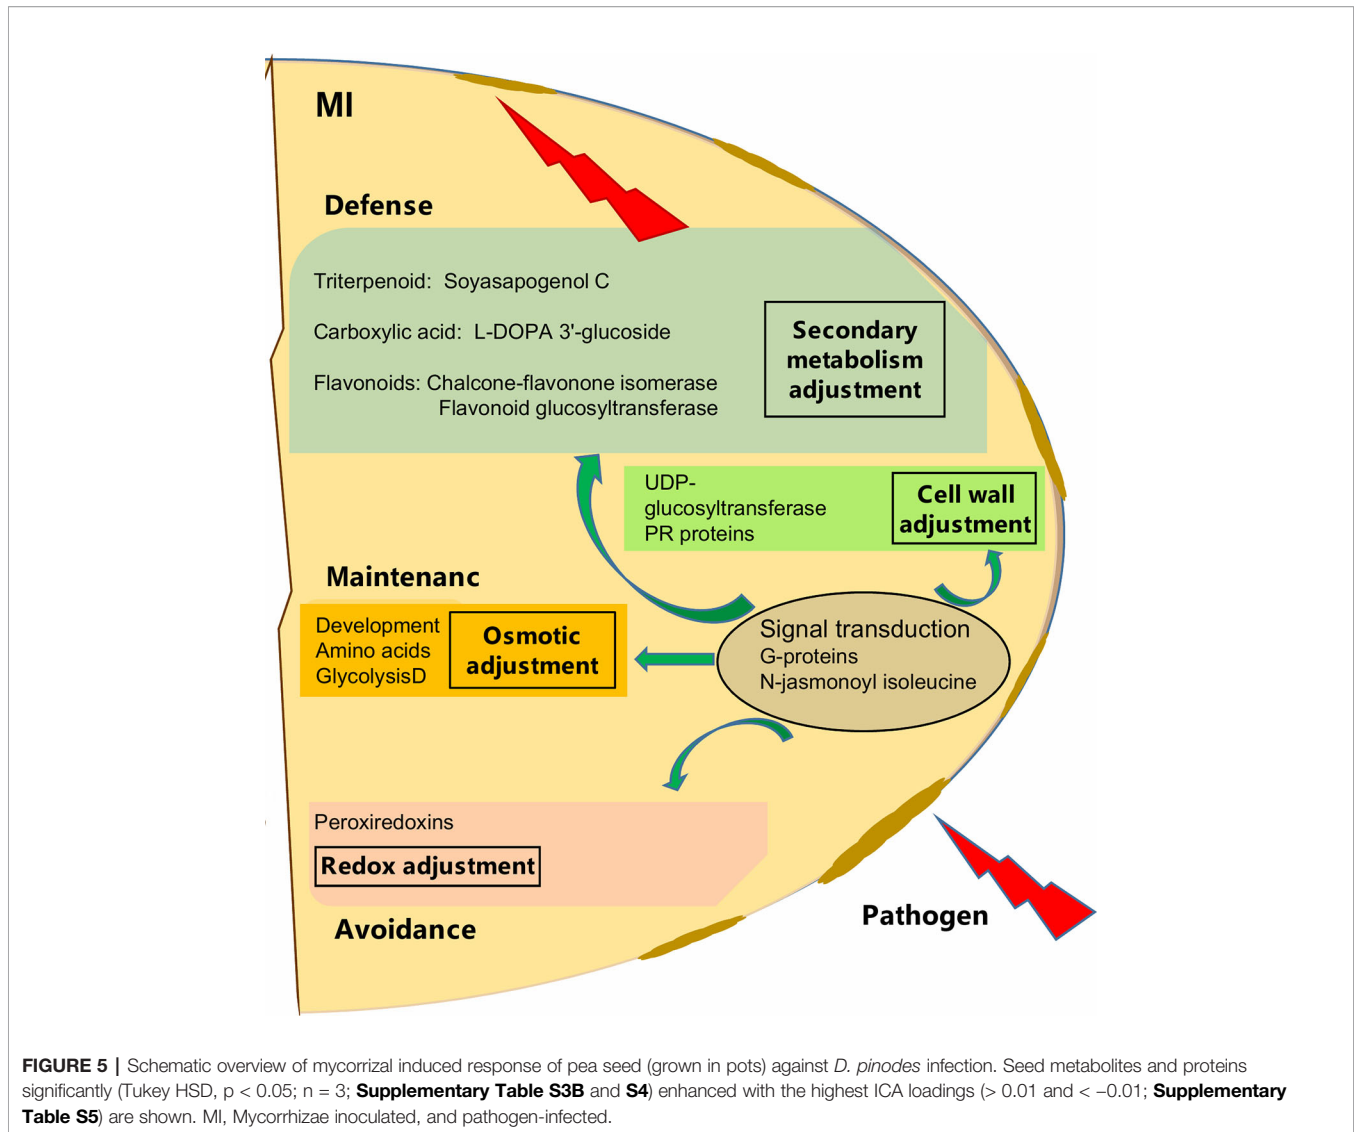 MI
Defense
Triterpenoid: Soyasapogenol C
Carboxylic acid: L-DOPA 3'-glucoside
Flavonoids: Chalcone-flavonone isomerase
Flavonoid glucosyltransferase
Secondary
metabolism
adjustment
UDP-
glucosyltransferase
PR proteins
Cell wall
adjustment
Maintenanc
Development
Amino acids
GlycolysisD
Osmotic
adjustment
Signal transduction
G-proteins
N-jasmonoyl isoleucine
Peroxiredoxins
Redox adjustment
Avoidance
Pathogen
FIGURE 5 | Schematic overview of mycorrizal induced response of pea seed (grown in pots) against D. pinodes infection. Seed metabolites and proteins
significantly (Tukey HSD, p < 0.05; n = 3; Supplementary Table S3B and S4) enhanced with the highest ICA loadings (> 0.01 and < −0.01; Supplementary
Table S5) are shown. MI, Mycorrhizae inoculated, and pathogen-infected.